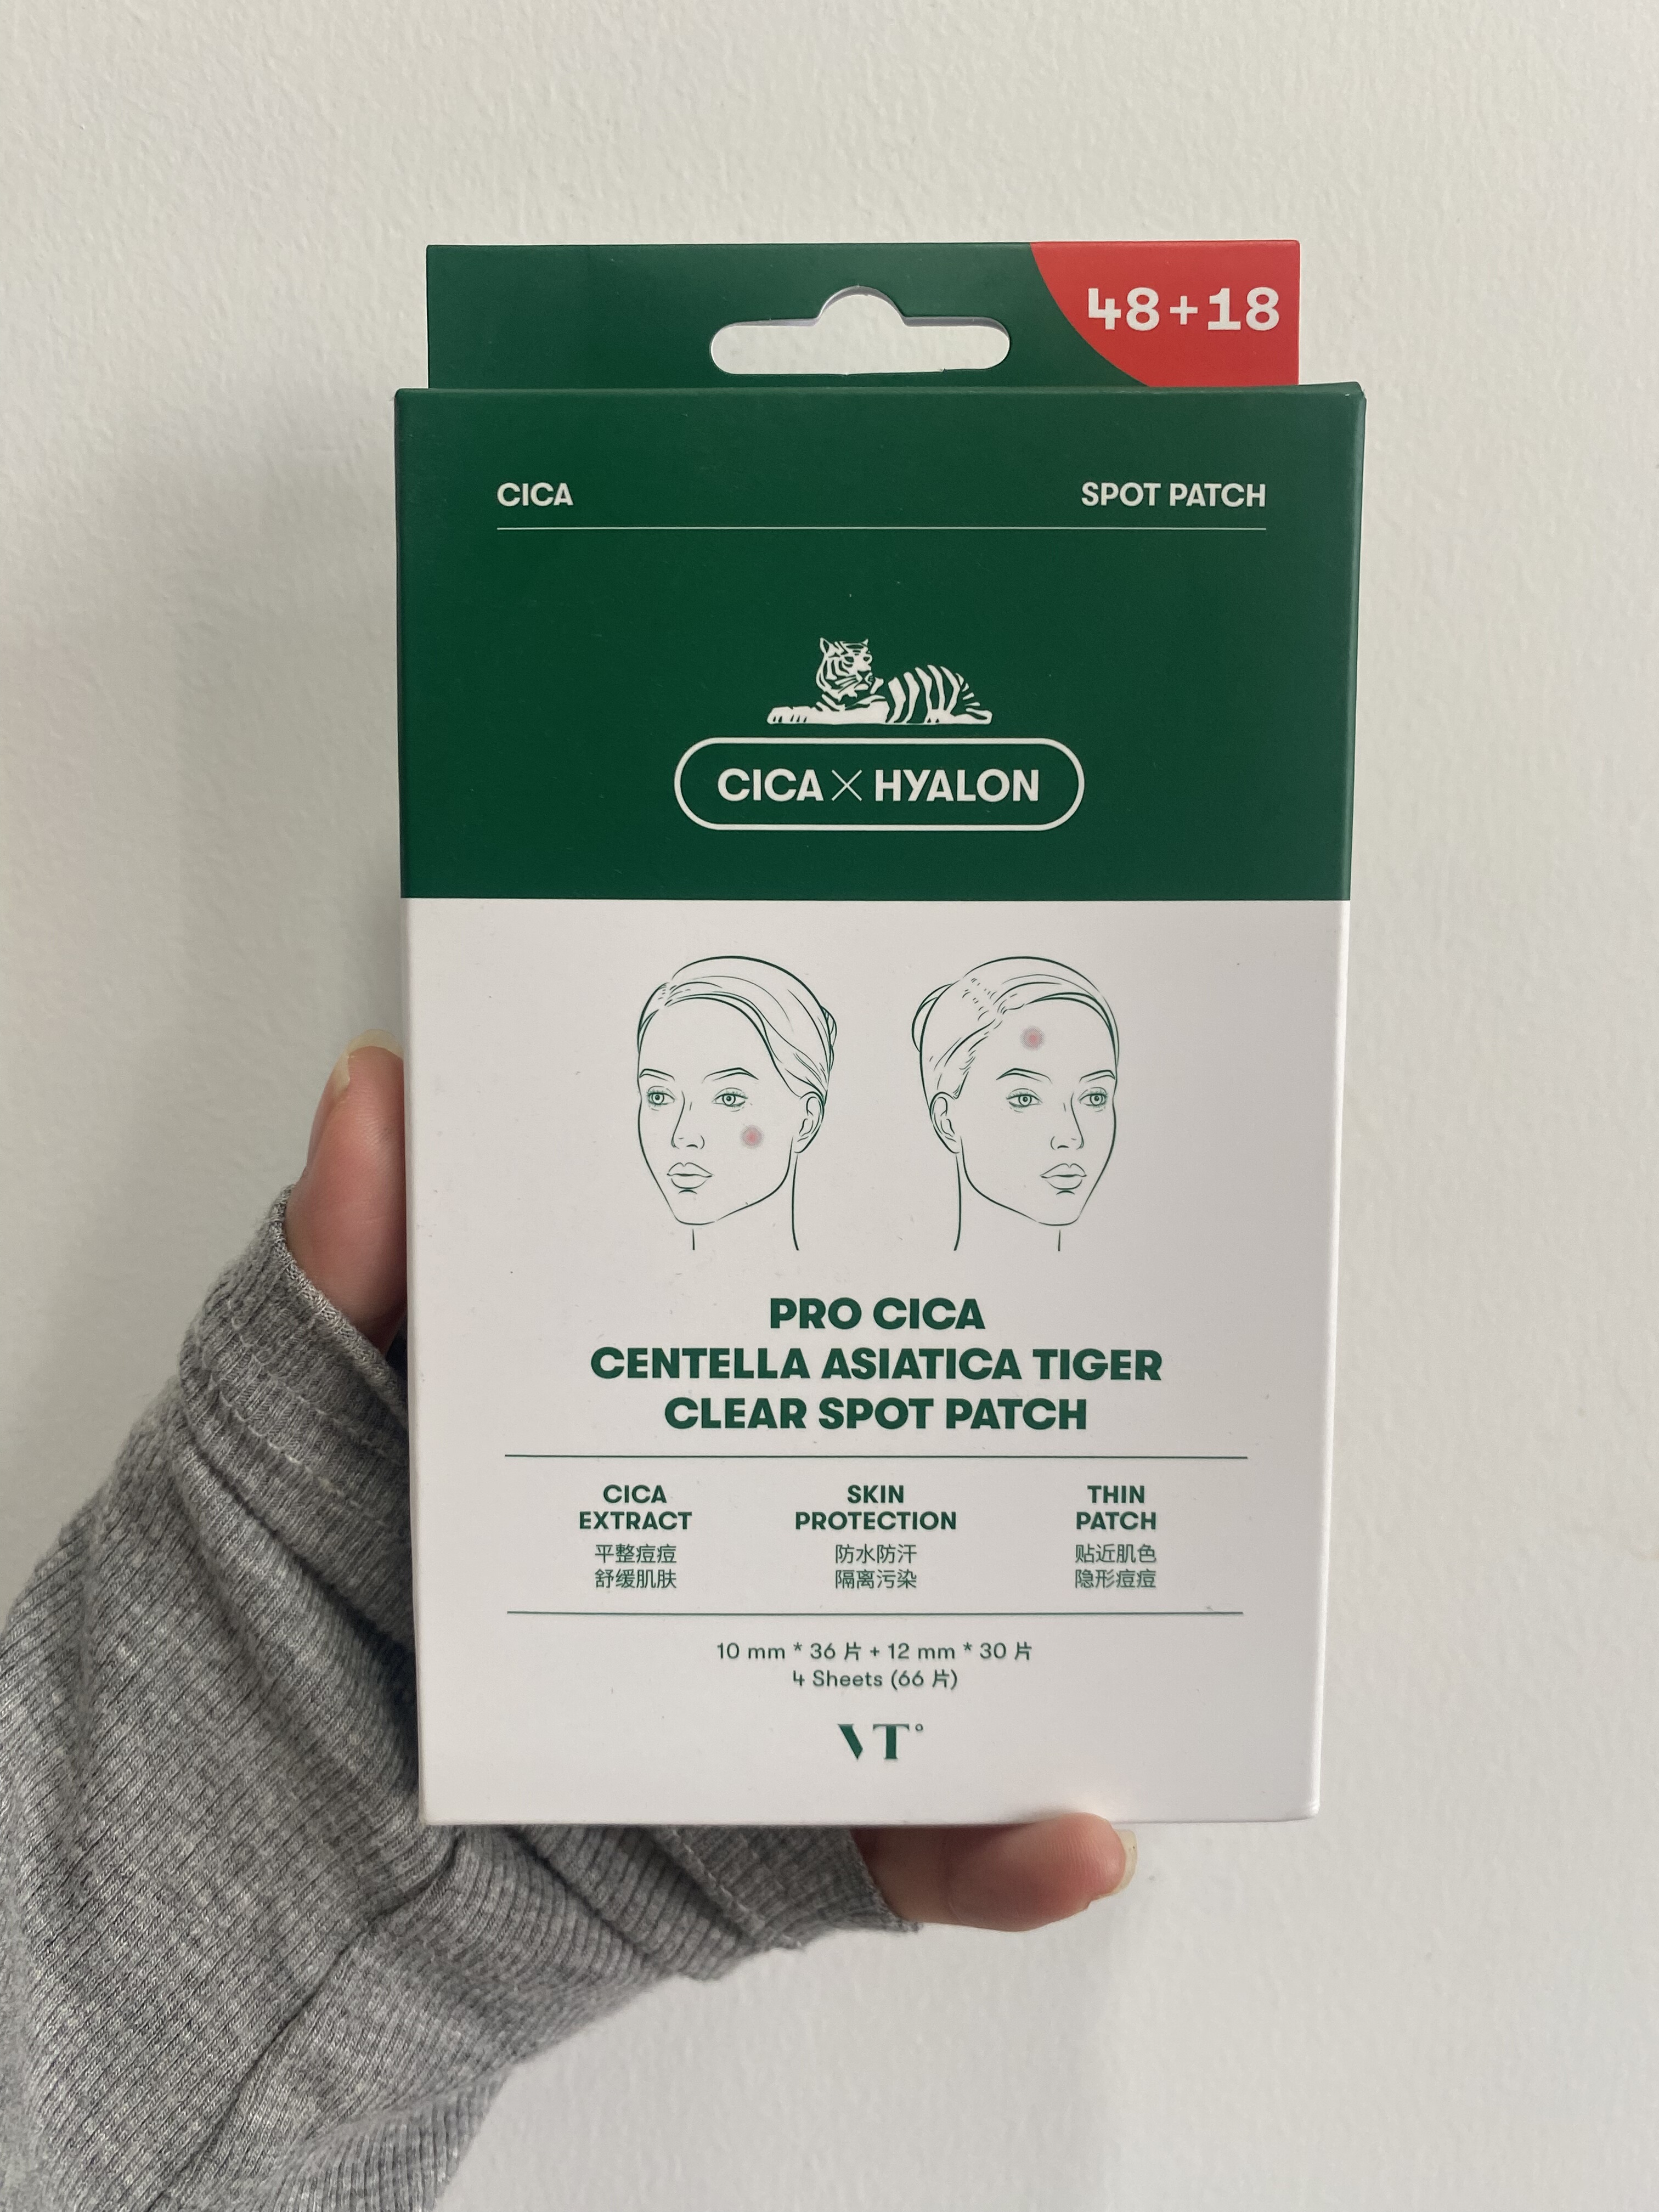 48+18
CICA
SPOT PATCH
CICA X HYALON
PRO CICA
CENTELLA ASIATICA TIGER
CLEAR SPOT PATCH
CICA
EXTRACT
平整痘痘
舒缓肌肤
SKIN
PROTECTION
防水防汗
隔离污染
THIN
PATCH
贴近肌色
隐形痘痘
10 mm * 36 片 + 12 mm * 30 片
4 Sheets (66 片)
VT°